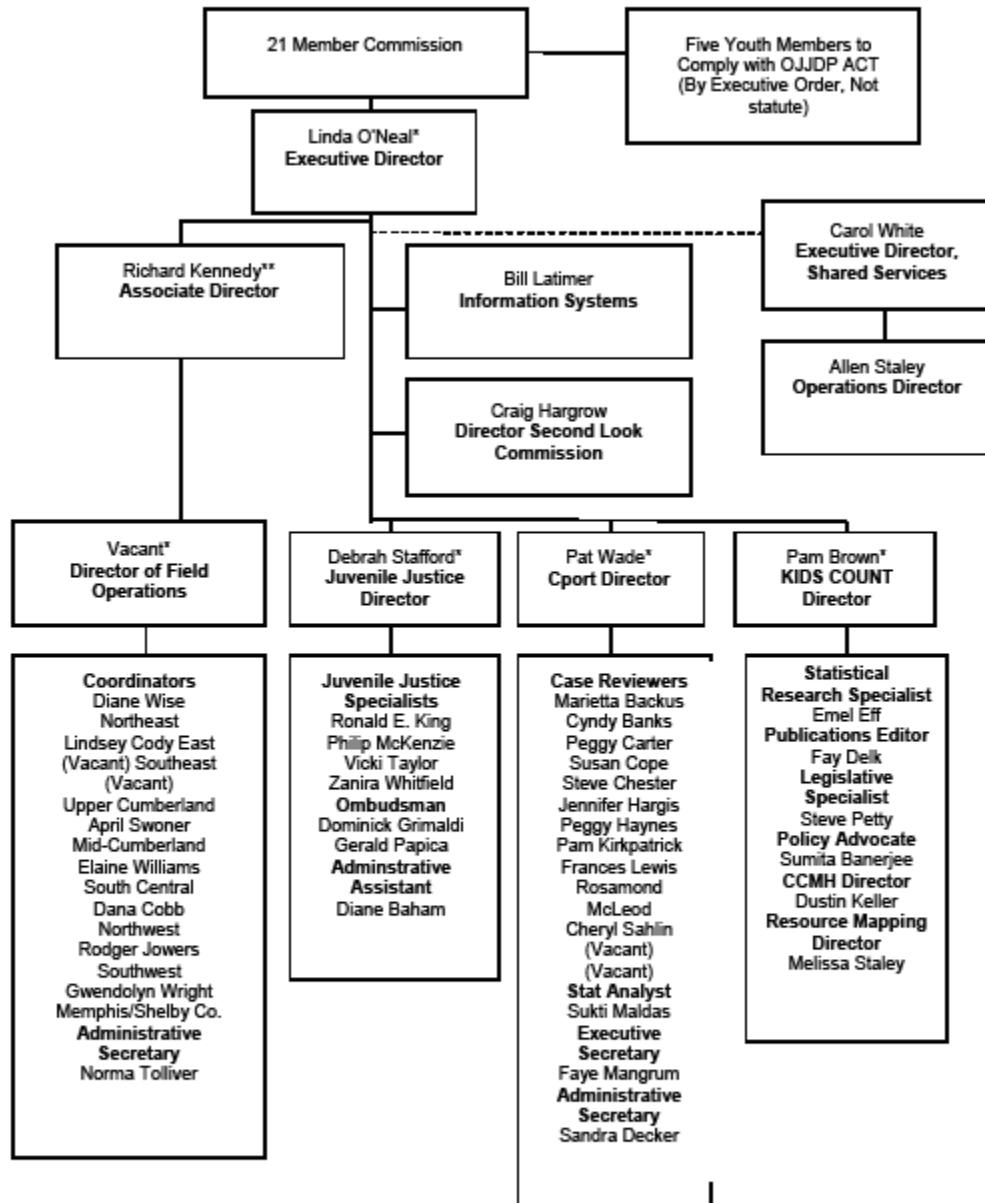 21 Member Commission
Five Youth Members to
Comply with OJJDP ACT
(By Executive Order, Not
statute)
Linda O'Neal*
Executive Director
Carol White
Executive Director,
Shared Services
Richard Kennedy**
Associate Director
Bill Latimer
Information Systems
Allen Staley
Operations Director
Craig Hargrow
Director Second Look
Commission
Vacant*
Director of Field
Operations
Debrah Stafford*
Juvenile Justice
Director
Pat Wade*
Cport Director
Pam Brown*
KIDS COUNT
Director
Coordinators
Diane Wise
Northeast
Lindsey Cody East
(Vacant) Southeast
(Vacant)
Upper Cumberland
April Swoner
Mid-Cumberland
Elaine Williams
South Central
Dana Cobb
Northwest
Rodger Jowers
Southwest
Gwendolyn Wright
Memphis/Shelby Co.
Administrative
Secretary
Norma Tolliver
Juvenile Justice
Specialists
Ronald E. King
Philip McKenzie
Vicki Taylor
Zanira Whitfield
Ombudsman
Dominick Grimaldi
Gerald Papica
Adminstrative
Assistant
Diane Baham
Case Reviewers
Marietta Backus
Cyndy Banks
Peggy Carter
Susan Cope
Steve Chester
Jennifer Hargis
Peggy Haynes
Pam Kirkpatrick
Frances Lewis
Rosamond
McLeod
Cheryl Sahlin
(Vacant)
(Vacant)
Stat Analyst
Sukti Maldas
Executive
Secretary
Faye Mangrum
Administrative
Secretary
Sandra Decker
Statistical
Research Specialist
Emel Eff
Publications Editor
Fay Delk
Legislative
Specialist
Steve Petty
Policy Advocate
Sumita Banerjee
CCMH Director
Dustin Keller
Resource Mapping
Director
Melissa Staley